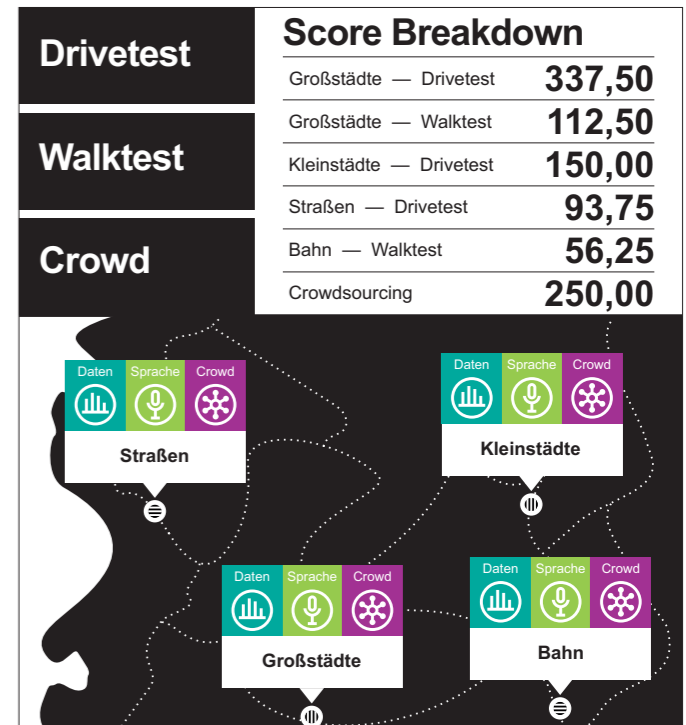 Drivetest
Walktest
Crowd
Score Breakdown
Großstädte — Drivetest 337,50
Großstädte — Walktest 112,50
Kleinstädte — Drivetest 150,00
Straßen — Drivetest 93,75
Bahn — Walktest 56,25
Crowdsourcing 250,00
Daten Sprache Crowd
Straßen
Daten Sprache Crowd
Kleinstädte
Daten Sprache Crowd
Großstädte
Daten Sprache Crowd
Bahn